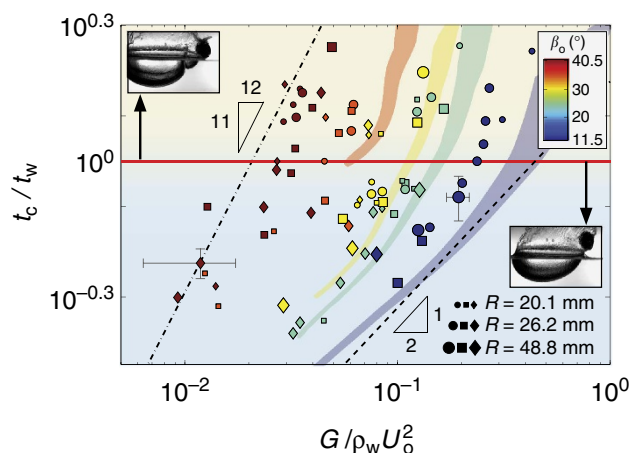 10^0.3
β_o (°)
40.5
30
20
11.5
12
11
t_c / t_w
10^0
10^−0.3
1
2
R = 20.1 mm
R = 26.2 mm
R = 48.8 mm
10^−2
10^−1
10^0
G / ρ_w U_o^2